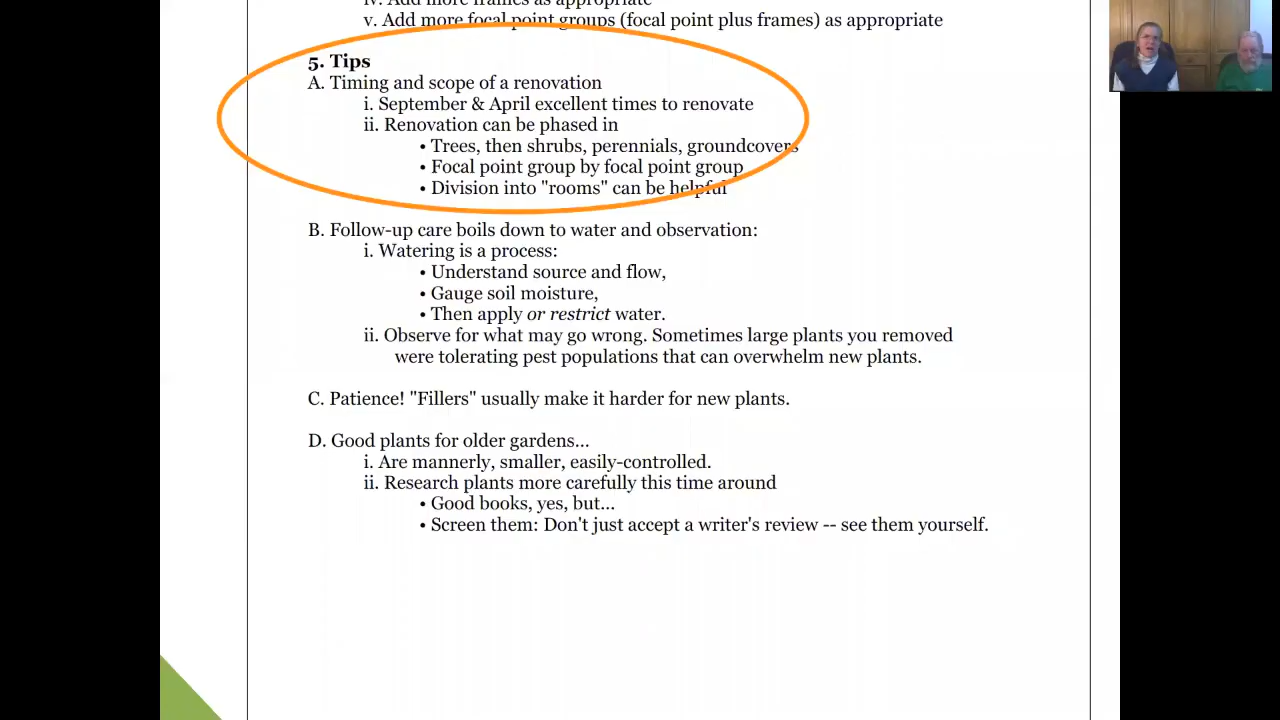 iv. Add more frames as appropriate
v. Add more focal point groups (focal point plus frames) as appropriate
5. Tips
A. Timing and scope of a renovation
i. September & April excellent times to renovate
ii. Renovation can be phased in
• Trees, then shrubs, perennials, groundcovers
• Focal point group by focal point group
• Division into "rooms" can be helpful
B. Follow-up care boils down to water and observation:
i. Watering is a process:
• Understand source and flow,
• Gauge soil moisture,
• Then apply or restrict water.
ii. Observe for what may go wrong. Sometimes large plants you removed
were tolerating pest populations that can overwhelm new plants.
C. Patience! "Fillers" usually make it harder for new plants.
D. Good plants for older gardens...
i. Are mannerly, smaller, easily-controlled.
ii. Research plants more carefully this time around
• Good books, yes, but...
• Screen them: Don't just accept a writer's review -- see them yourself.